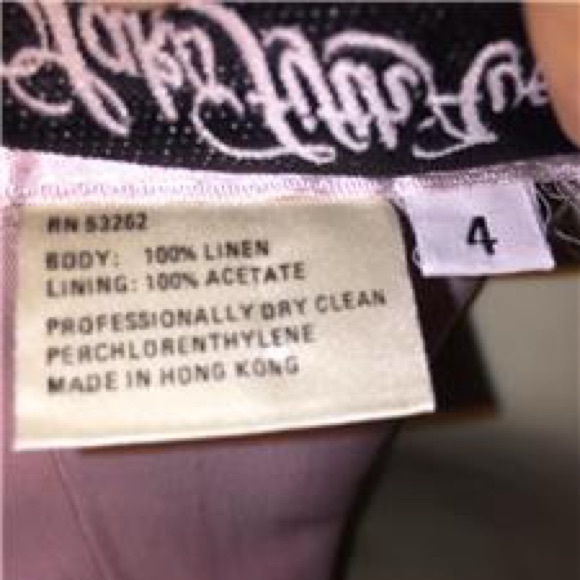 RN 53262
4
BODY: 100% LINEN
LINING: 100% ACETATE
PROFESSIONALLY DRY CLEAN
PERCHLORENTHYLENE
MADE IN HONG KONG